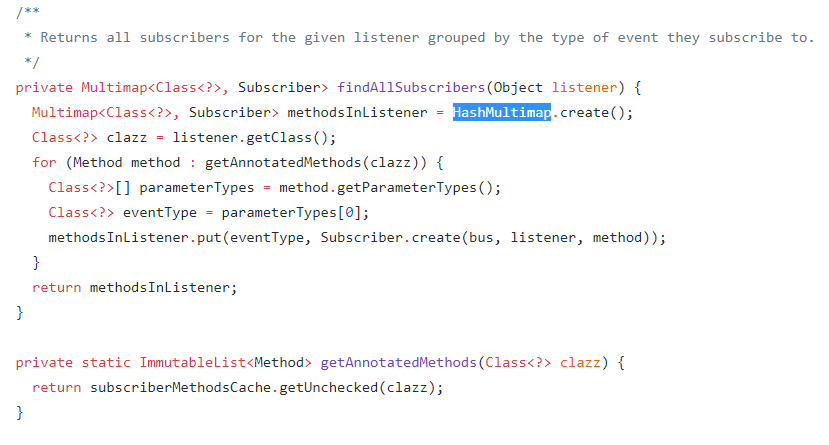 /**
 * Returns all subscribers for the given listener grouped by the type of event they subscribe to.
 */
private Multimap<Class<?>, Subscriber> findAllSubscribers(Object listener) {
  Multimap<Class<?>, Subscriber> methodsInListener = HashMultimap.create();
  Class<?> clazz = listener.getClass();
  for (Method method : getAnnotatedMethods(clazz)) {
    Class<?>[] parameterTypes = method.getParameterTypes();
    Class<?> eventType = parameterTypes[0];
    methodsInListener.put(eventType, Subscriber.create(bus, listener, method));
  }
  return methodsInListener;
}

private static ImmutableList<Method> getAnnotatedMethods(Class<?> clazz) {
  return subscriberMethodsCache.getUnchecked(clazz);
}